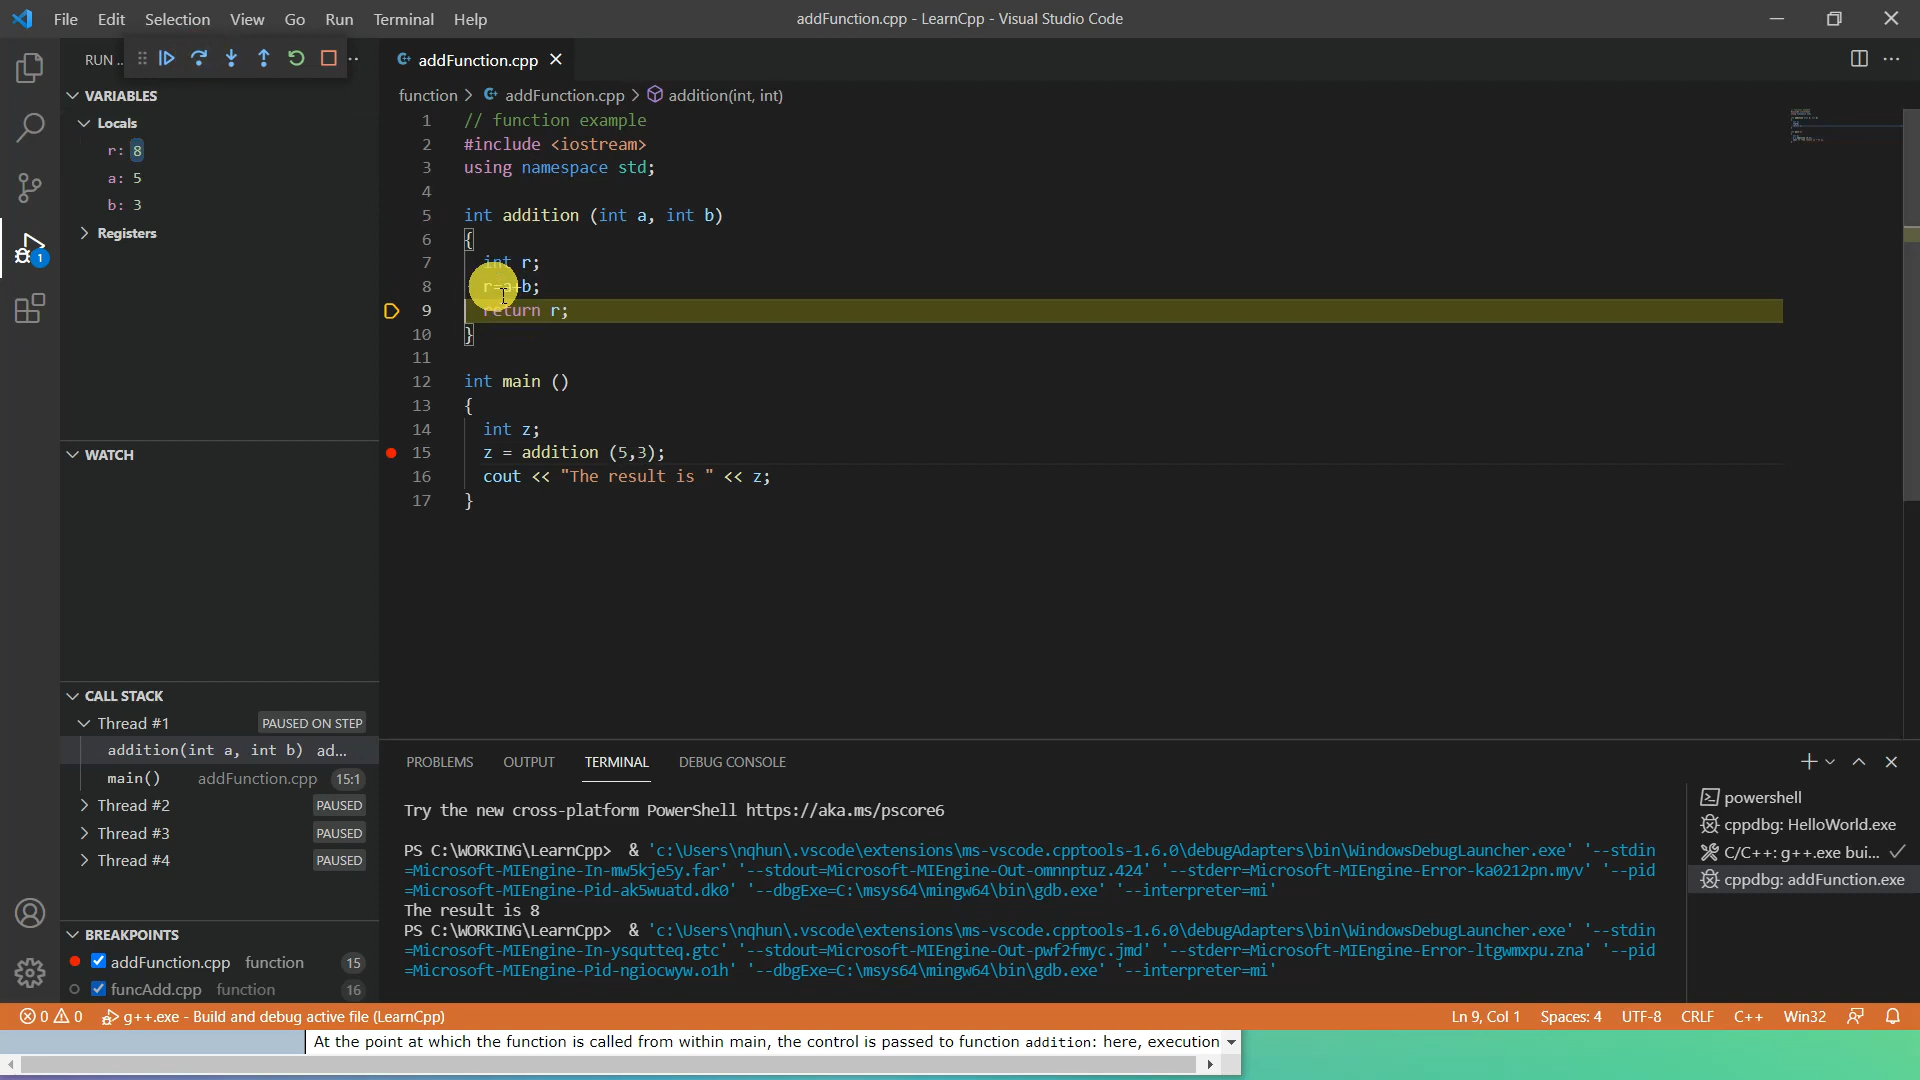 File Edit Selection View Go Run Terminal Help
addFunction.cpp - LearnCpp - Visual Studio Code
RUN ..
addFunction.cpp
function > addFunction.cpp > addition(int, int)
VARIABLES
Locals
r: 8
a: 5
b: 3
Registers
1
1 // function example
2 #include <iostream>
3 using namespace std;
4
5 int addition (int a, int b)
6 {
7 int r;
8 r=a+b;
9 return r;
10 }
11
12 int main ()
13 {
14 int z;
15 z = addition (5,3);
16 cout << "The result is " << z;
17 }
WATCH
CALL STACK
Thread #1 PAUSED ON STEP
addition(int a, int b) ad...
main() addFunction.cpp 15:1
Thread #2 PAUSED
Thread #3 PAUSED
Thread #4 PAUSED
BREAKPOINTS
addFunction.cpp function 15
funcAdd.cpp function 16
PROBLEMS OUTPUT TERMINAL DEBUG CONSOLE
Try the new cross-platform PowerShell https://aka.ms/pscore6
PS C:\WORKING\LearnCpp> & 'c:\Users\nqhun\.vscode\extensions\ms-vscode.cpptools-1.6.0\debugAdapters\bin\WindowsDebugLauncher.exe' '--stdin
=Microsoft-MIEngine-In-mw5kje5y.far' '--stdout=Microsoft-MIEngine-Out-omnnptuz.424' '--stderr=Microsoft-MIEngine-Error-ka0212pn.myv' '--pid
=Microsoft-MIEngine-Pid-ak5wuatd.dk0' '--dbgExe=C:\msys64\mingw64\bin\gdb.exe' '--interpreter=mi'
The result is 8
PS C:\WORKING\LearnCpp> & 'c:\Users\nqhun\.vscode\extensions\ms-vscode.cpptools-1.6.0\debugAdapters\bin\WindowsDebugLauncher.exe' '--stdin
=Microsoft-MIEngine-In-ysqutteq.gtc' '--stdout=Microsoft-MIEngine-Out-pwf2fmyc.jmd' '--stderr=Microsoft-MIEngine-Error-ltgwmxpu.zna' '--pid
=Microsoft-MIEngine-Pid-ngiocwyw.o1h' '--dbgExe=C:\msys64\mingw64\bin\gdb.exe' '--interpreter=mi'
powershell
cppdbg: HelloWorld.exe
C/C++: g++.exe bui...
cppdbg: addFunction.exe
0 0 g++.exe - Build and debug active file (LearnCpp)
Ln 9, Col 1 Spaces: 4 UTF-8 CRLF C++ Win32
At the point at which the function is called from within main, the control is passed to function addition: here, execution